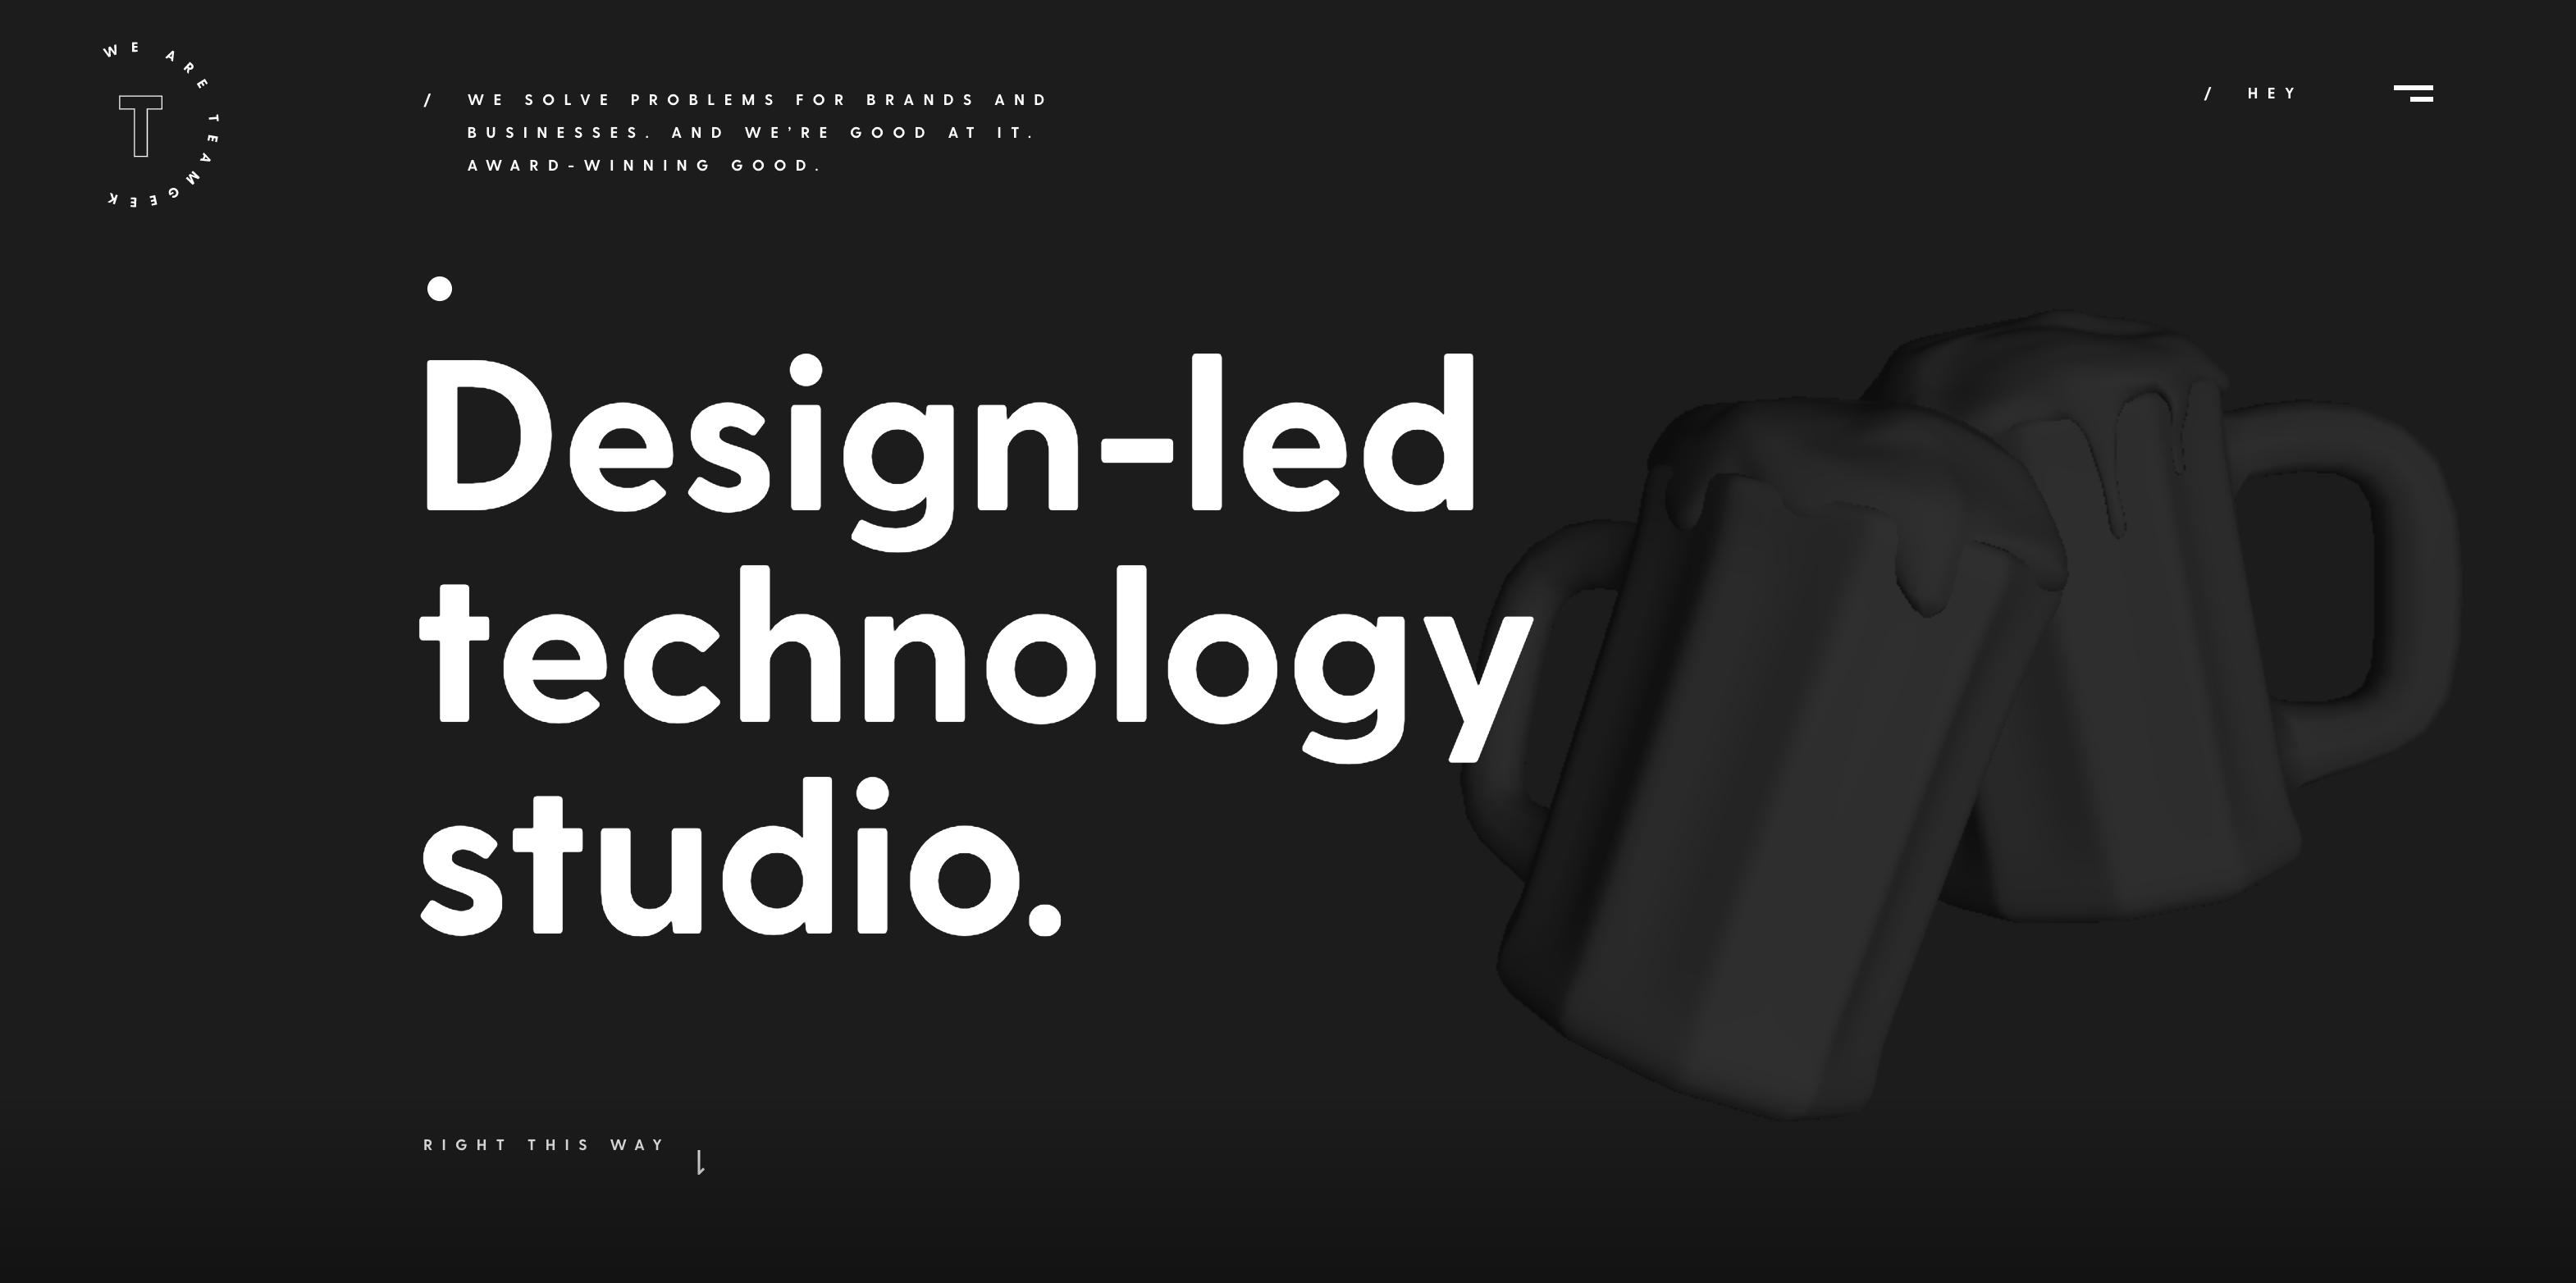 WE ARE TEAMGEEK
T
/ WE SOLVE PROBLEMS FOR BRANDS AND
BUSINESSES. AND WE'RE GOOD AT IT.
AWARD-WINNING GOOD.
/ HEY
Design-led
technology
studio.
RIGHT THIS WAY